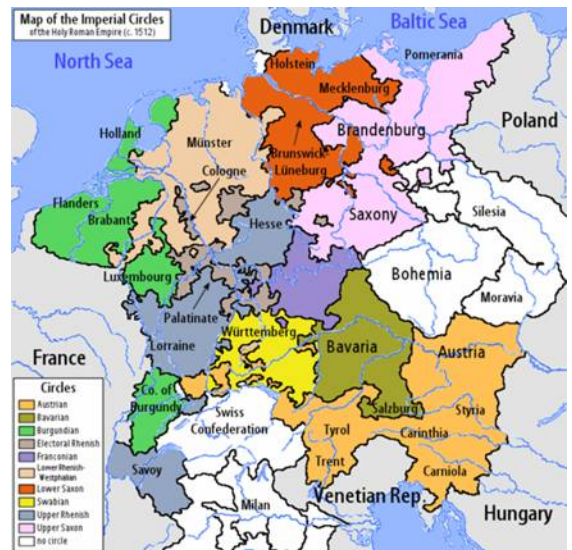 Map of the Imperial Circles
of the Holy Roman Empire (c. 1512)
Denmark
Baltic Sea
North Sea
Holstein
Pomerania
Mecklenburg
Poland
Holland
Münster
Brandenburg
Cologne
Brunswick-
Lüneburg
Flanders
Brabant
Hesse
Saxony
Silesia
Luxembourg
Bohemia
Moravia
Palatinate
Lorraine
Württemberg
Bavaria
Austria
France
Co. of
Burgundy
Salzburg
Styria
Swiss
Confederation
Tyrol
Carinthia
Trent
Carniola
Savoy
Milan
Venetian Rep.
Hungary
Circles
Austrian
Bavarian
Burgundian
Electoral Rhenish
Franconian
Lower Rhenish-
Westphalian
Lower Saxon
Swabian
Upper Rhenish
Upper Saxon
no circle